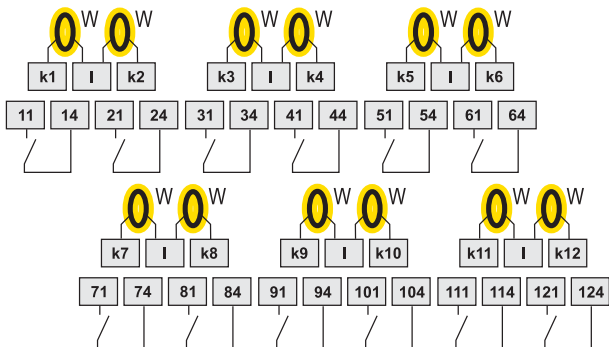 W W W W W W
k1 I k2 k3 I k4 k5 I k6
11 14 21 24 31 34 41 44 51 54 61 64
W W W W W W
k7 I k8 k9 I k10 k11 I k12
71 74 81 84 91 94 101 104 111 114 121 124